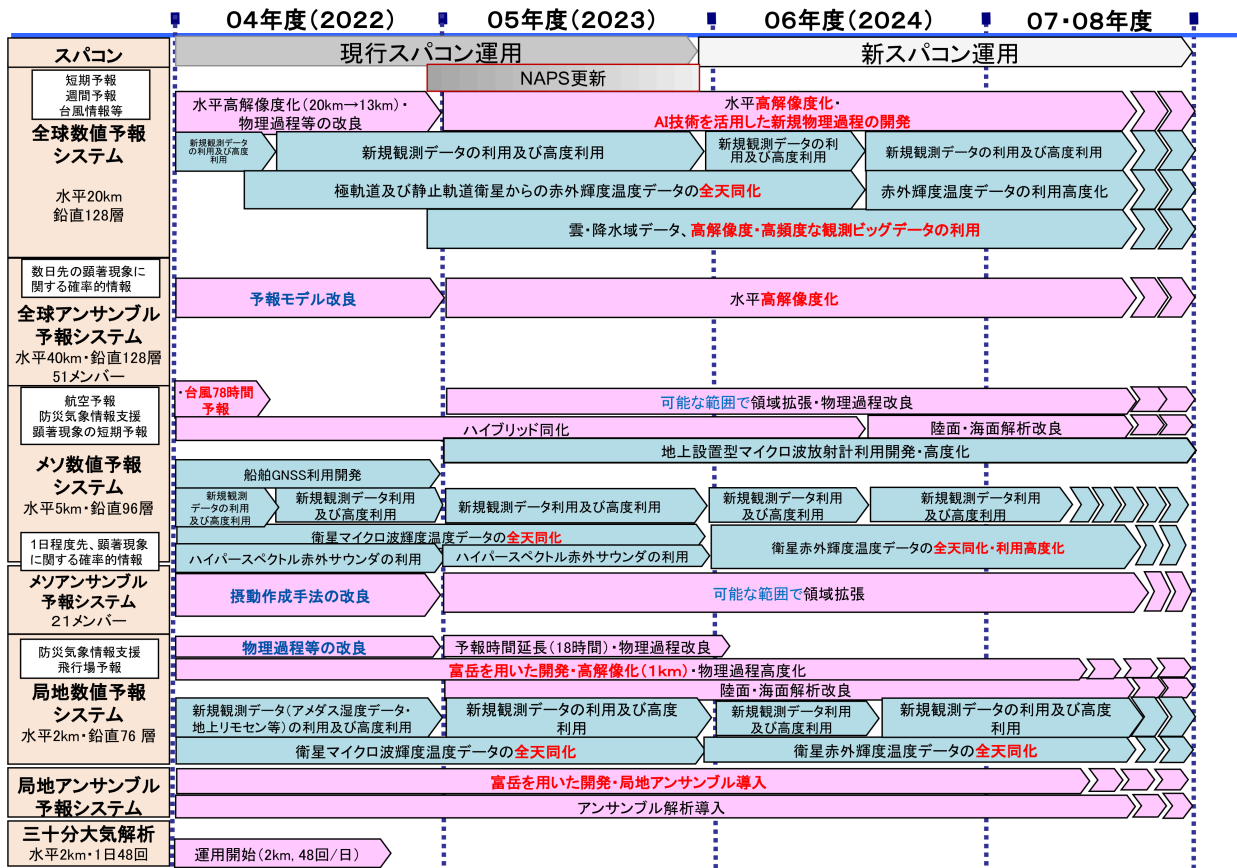 04年度(2022)
05年度(2023)
06年度(2024)
07・08年度
スパコン
現行スパコン運用
新スパコン運用
NAPS更新
短期予報
週間予報
台風情報等
全球数値予報
システム
水平20km
鉛直128層
水平高解像度化(20km→13km)・
物理過程等の改良
水平高解像度化・
AI技術を活用した新規物理過程の開発
新規観測データ
の利用及び高度
利用
新規観測データの利用及び高度利用
新規観測データの利
用及び高度利用
新規観測データの利用及び高度利用
極軌道及び静止軌道衛星からの赤外輝度温度データの全天同化
赤外輝度温度データの利用高度化
雲・降水域データ、高解像度・高頻度な観測ビッグデータの利用
数日先の顕著現象に
関する確率的情報
全球アンサンブル
予報システム
水平40km・鉛直128層
51メンバー
予報モデル改良
水平高解像度化
航空予報
防災気象情報支援
顕著現象の短期予報
メソ数値予報
システム
水平5km・鉛直96層
・台風78時間
予報
可能な範囲で領域拡張・物理過程改良
ハイブリッド同化
陸面・海面解析改良
地上設置型マイクロ波放射計利用開発・高度化
船舶GNSS利用開発
新規観測
データの利用
及び高度利用
新規観測データ利用
及び高度利用
新規観測データ利用及び高度利用
新規観測データ利用
及び高度利用
新規観測データ利用
及び高度利用
衛星マイクロ波輝度温度データの全天同化
ハイパースペクトル赤外サウンダの利用
ハイパースペクトル赤外サウンダの利用
衛星赤外輝度温度データの全天同化・利用高度化
1日程度先、顕著現象
に関する確率的情報
メソアンサンブル
予報システム
21メンバー
摂動作成手法の改良
可能な範囲で領域拡張
防災気象情報支援
飛行場予報
局地数値予報
システム
水平2km・鉛直76 層
物理過程等の改良
予報時間延長(18時間)・物理過程改良
富岳を用いた開発・高解像化(1km)・物理過程高度化
陸面・海面解析改良
新規観測データ(アメダス湿度データ・
地上リモセン等)の利用及び高度利用
新規観測データの利用及び高度
利用
新規観測データ利用
及び高度利用
新規観測データの利用及び高度
利用
衛星マイクロ波輝度温度データの全天同化
衛星赤外輝度温度データの全天同化
局地アンサンブル
予報システム
富岳を用いた開発・局地アンサンブル導入
アンサンブル解析導入
三十分大気解析
水平2km・1日48回
運用開始(2km, 48回/日)